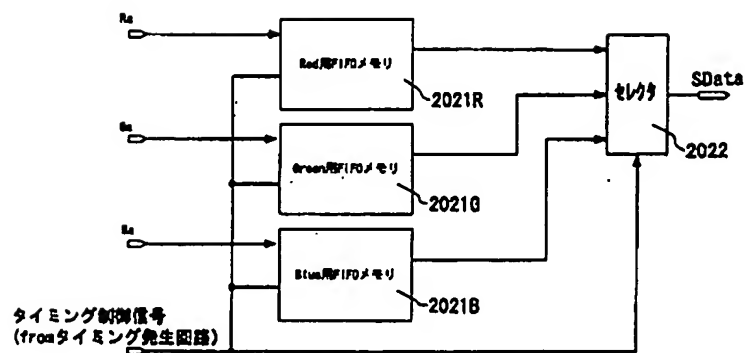 Red用FIFOメモリ
2021R
セレクタ
SData
2022
Green用FIFOメモリ
2021G
Blue用FIFOメモリ
2021B
タイミング制御信号
(fromタイミング発生回路)